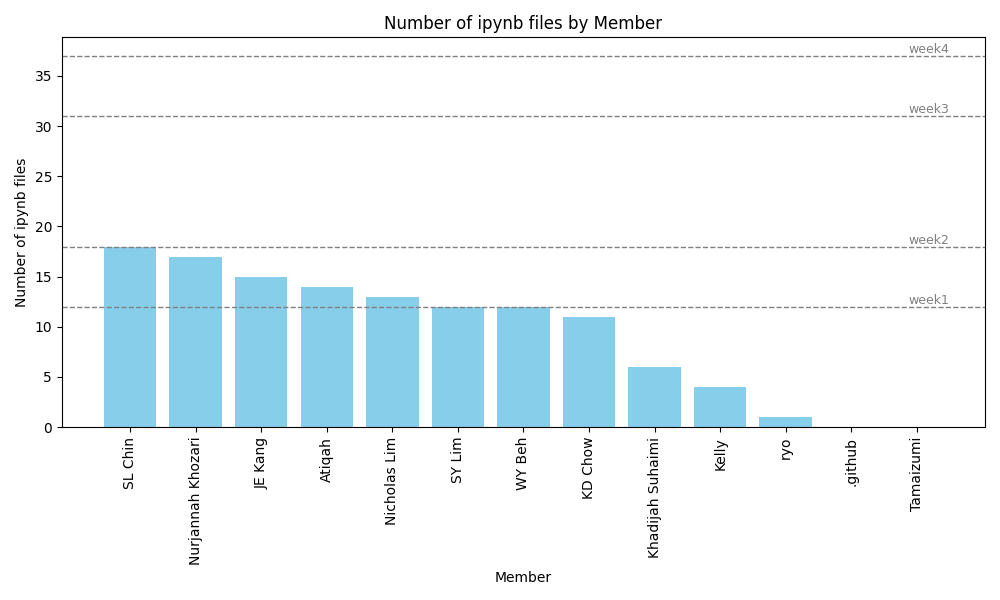 Number of ipynb files by Member
Number of ipynb files
35
30
25
20
15
10
5
0
week4
week3
week2
week1
SL Chin
Nurjannah Khozari
JE Kang
Atiqah
Nicholas Lim
SY Lim
WY Beh
KD Chow
Khadijah Suhaimi
Kelly
ryo
.github
Tamaizumi
Member